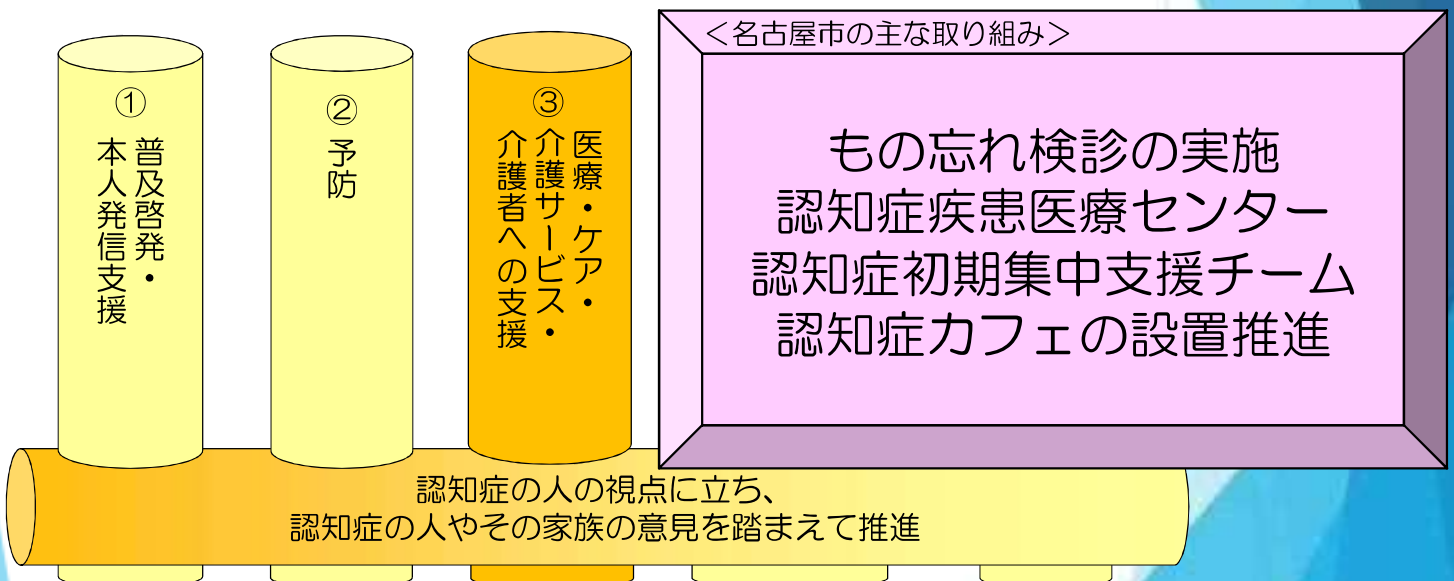 ①
普及啓発・
本人発信支援
②
予防
③
医療・ケア・
介護サービス・
介護者への支援
＜名古屋市の主な取り組み＞
もの忘れ検診の実施
認知症疾患医療センター
認知症初期集中支援チーム
認知症カフェの設置推進
認知症の人の視点に立ち、
認知症の人やその家族の意見を踏まえて推進